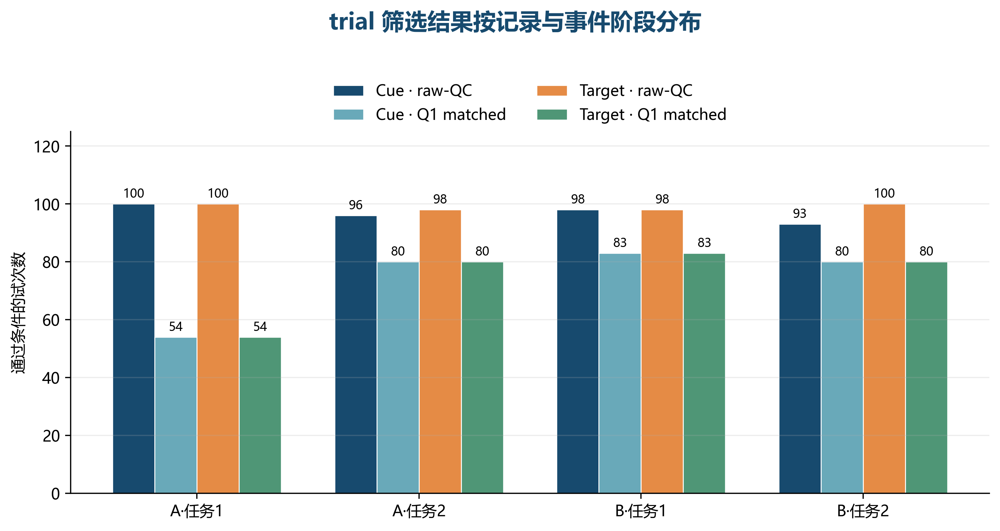 trial 筛选结果按记录与事件阶段分布
Cue · raw-QC
Cue · Q1 matched
Target · raw-QC
Target · Q1 matched
通过条件的试次数
120
100
80
60
40
20
0
100
54
100
54
96
80
98
80
98
83
98
83
93
80
100
80
A·任务1
A·任务2
B·任务1
B·任务2